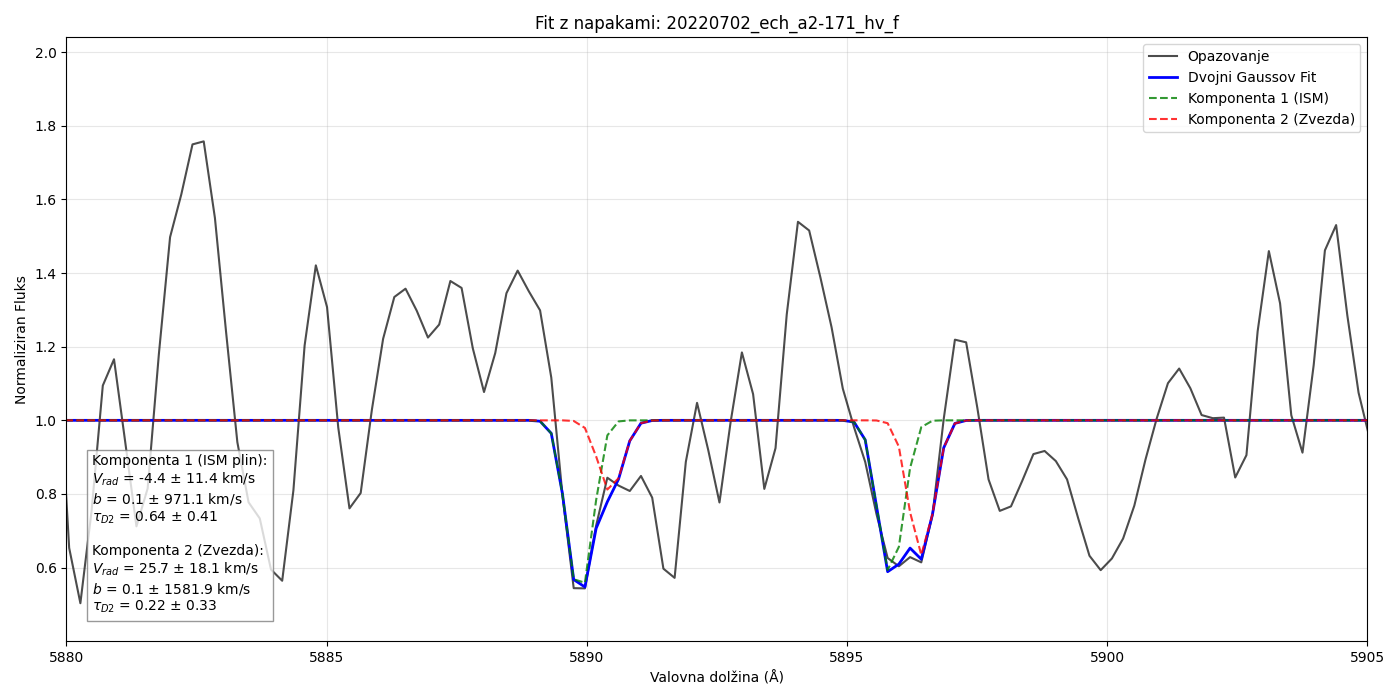 Fit z napakami: 20220702_ech_a2-171_hv_f
Normaliziran Fluks
2.0
1.8
1.6
1.4
1.2
1.0
0.8
0.6
Opazovanje
Dvojni Gaussov Fit
Komponenta 1 (ISM)
Komponenta 2 (Zvezda)
Komponenta 1 (ISM plin):
V_rad = -4.4 ± 11.4 km/s
b = 0.1 ± 971.1 km/s
τ_D2 = 0.64 ± 0.41
Komponenta 2 (Zvezda):
V_rad = 25.7 ± 18.1 km/s
b = 0.1 ± 1581.9 km/s
τ_D2 = 0.22 ± 0.33
5880 5885 5890 5895 5900 5905
Valovna dolžina (Å)